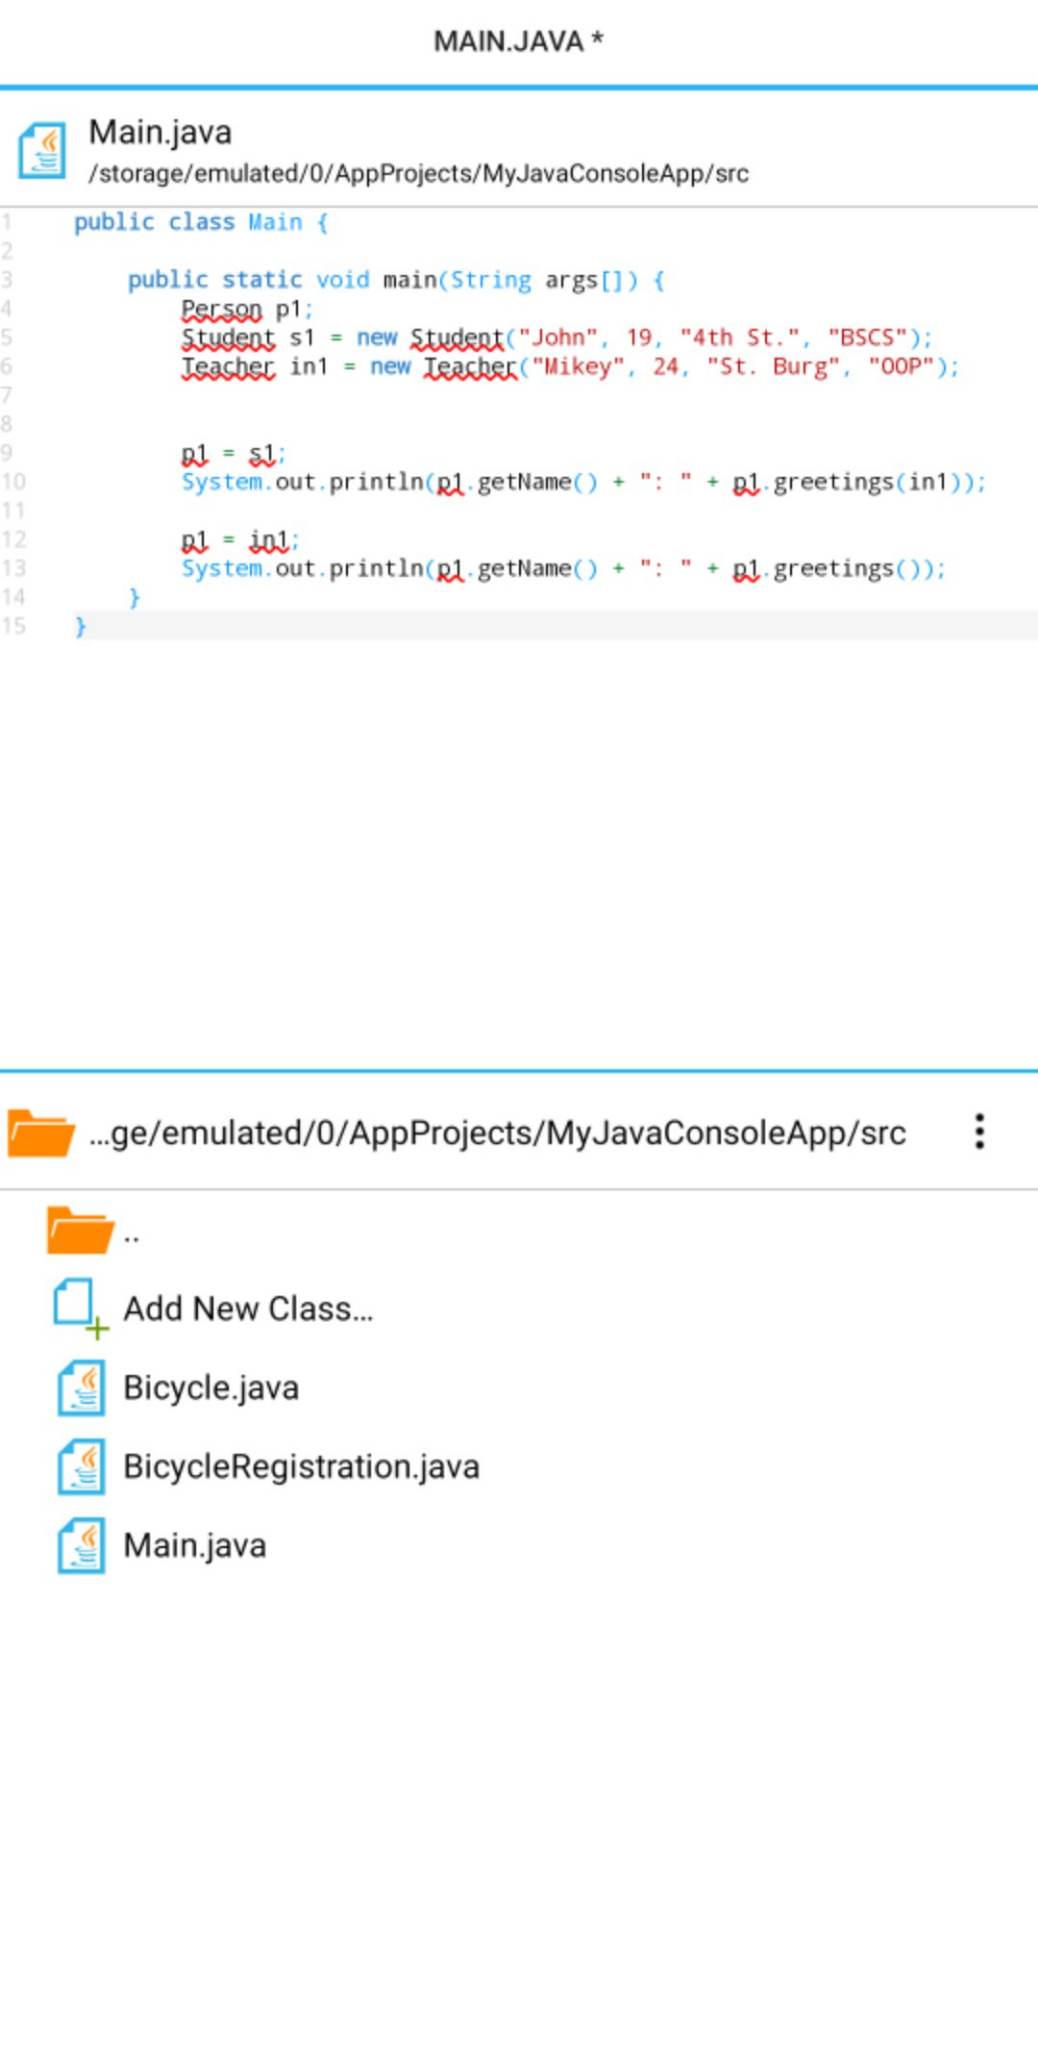 MAIN.JAVA *
Main.java
/storage/emulated/0/AppProjects/MyJavaConsoleApp/src
1 public class Main {
2
3 public static void main(String args[]) {
4 Person p1;
5 Student s1 = new Student("John", 19, "4th St.", "BSCS");
6 Teacher in1 = new Teacher("Mikey", 24, "St. Burg", "OOP");
7
8
9 p1 = s1;
10 System.out.println(p1.getName() + ": " + p1.greetings(in1));
11
12 p1 = in1;
13 System.out.println(p1.getName() + ": " + p1.greetings());
14 }
15 }
...ge/emulated/0/AppProjects/MyJavaConsoleApp/src
..
Add New Class...
Bicycle.java
BicycleRegistration.java
Main.java